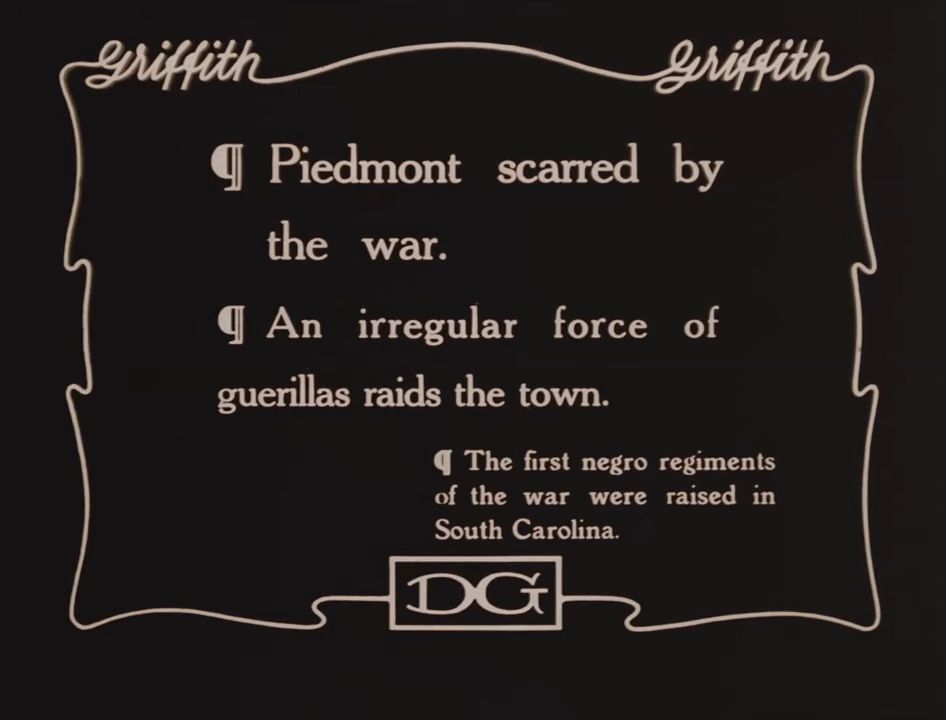 Griffith Griffith
¶ Piedmont scarred by
the war.
¶ An irregular force of
guerillas raids the town.
¶ The first negro regiments
of the war were raised in
South Carolina.
DG